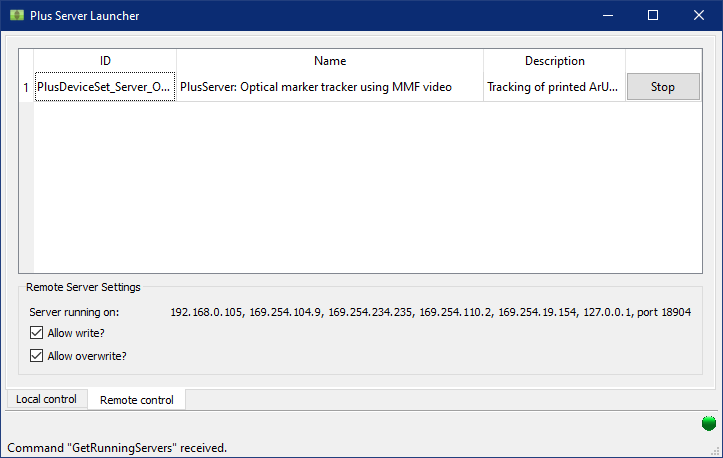 Plus Server Launcher
ID Name Description
1 PlusDeviceSet_Server_O... PlusServer: Optical marker tracker using MMF video Tracking of printed ArU... Stop
Remote Server Settings
Server running on: 192.168.0.105, 169.254.104.9, 169.254.234.235, 169.254.110.2, 169.254.19.154, 127.0.0.1, port 18904
Allow write?
Allow overwrite?
Local control Remote control
Command "GetRunningServers" received.